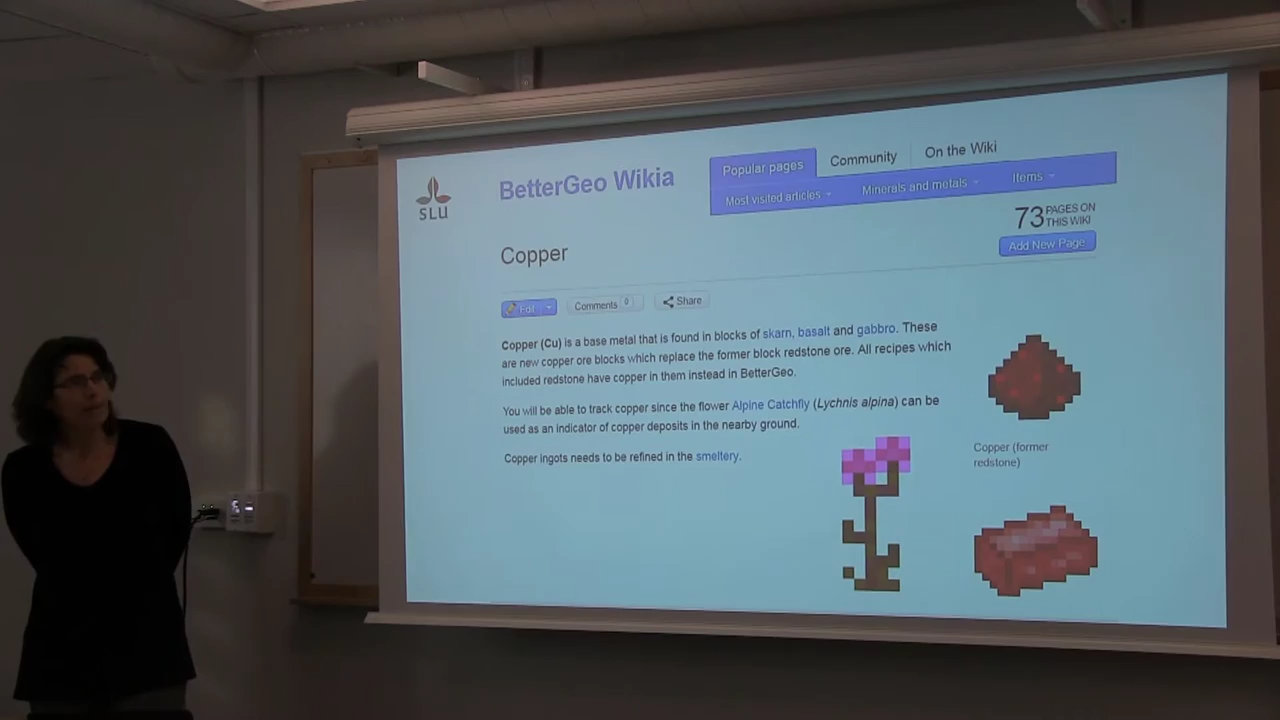 SLU
BetterGeo Wikia
Popular pages
Community
On the Wiki
Most visited articles
Minerals and metals
Items
73 PAGES ON
THIS WIKI
Add New Page
Copper
Edit
Comments 0
Share
Copper (Cu) is a base metal that is found in blocks of skarn, basalt and gabbro. These
are new copper ore blocks which replace the former block redstone ore. All recipes which
included redstone have copper in them instead in BetterGeo.
You will be able to track copper since the flower Alpine Catchfly (Lychnis alpina) can be
used as an indicator of copper deposits in the nearby ground.
Copper ingots needs to be refined in the smeltery.
Copper (former
redstone)